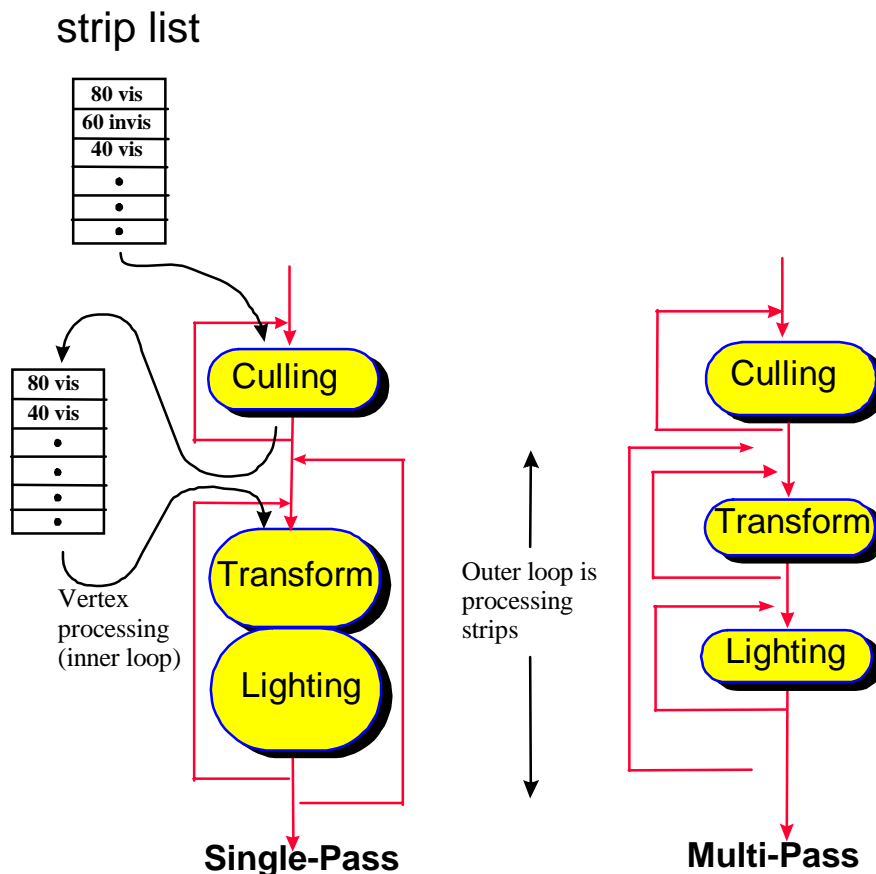 strip list
80 vis
60 invis
40 vis
80 vis
40 vis
Vertex
processing
(inner loop)
Culling
Transform
Lighting
Single-Pass
Outer loop is
processing
strips
Culling
Transform
Lighting
Multi-Pass